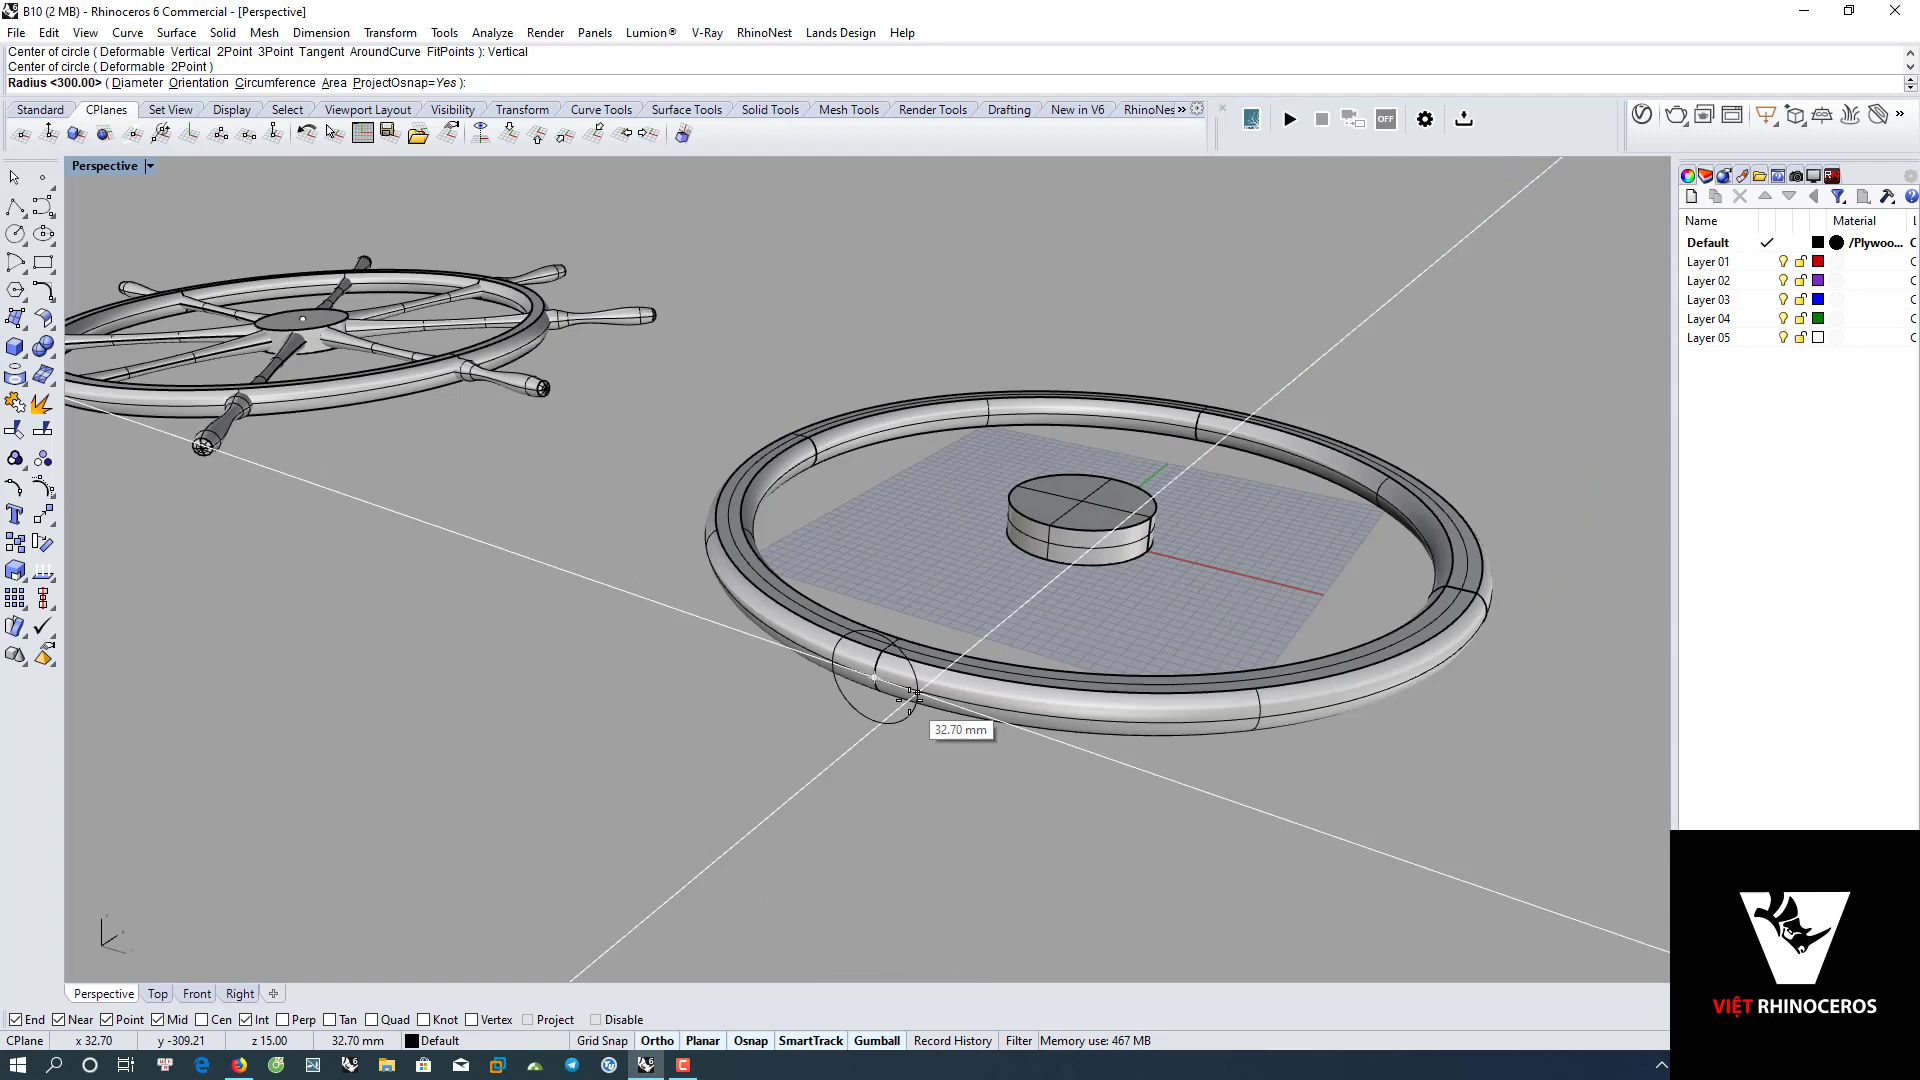 B10 (2 MB) - Rhinoceros 6 Commercial - [Perspective]
File Edit View Curve Surface Solid Mesh Dimension Transform Tools Analyze Render Panels Lumion® V-Ray RhinoNest Lands Design Help
Center of circle ( Deformable Vertical 2Point 3Point Tangent AroundCurve FitPoints ): Vertical
Center of circle ( Deformable 2Point )
Radius <300.00> ( Diameter Orientation Circumference Area ProjectOsnap=Yes ):
Standard CPlanes Set View Display Select Viewport Layout Visibility Transform Curve Tools Surface Tools Solid Tools Mesh Tools Render Tools Drafting New in V6 RhinoNes »
OFF
Perspective
Name Material L
Default /Plywoo... C
Layer 01 C
Layer 02 C
Layer 03 C
Layer 04 C
Layer 05 C
32.70 mm
Perspective Top Front Right
End Near Point Mid Cen Int Perp Tan Quad Knot Vertex Project Disable
CPlane x 32.70 y -309.21 z 15.00 32.70 mm Default Grid Snap Ortho Planar Osnap SmartTrack Gumball Record History Filter Memory use: 467 MB
VIỆT RHINOCEROS